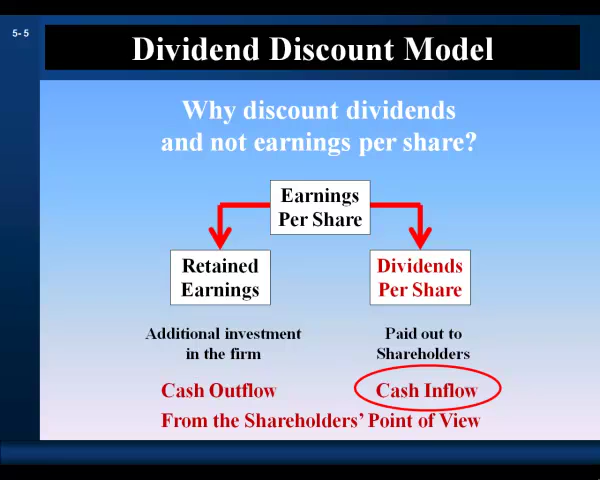 5- 5
Dividend Discount Model
Why discount dividends
and not earnings per share?
Earnings
Per Share
Retained
Earnings
Dividends
Per Share
Additional investment
in the firm
Paid out to
Shareholders
Cash Outflow
Cash Inflow
From the Shareholders' Point of View